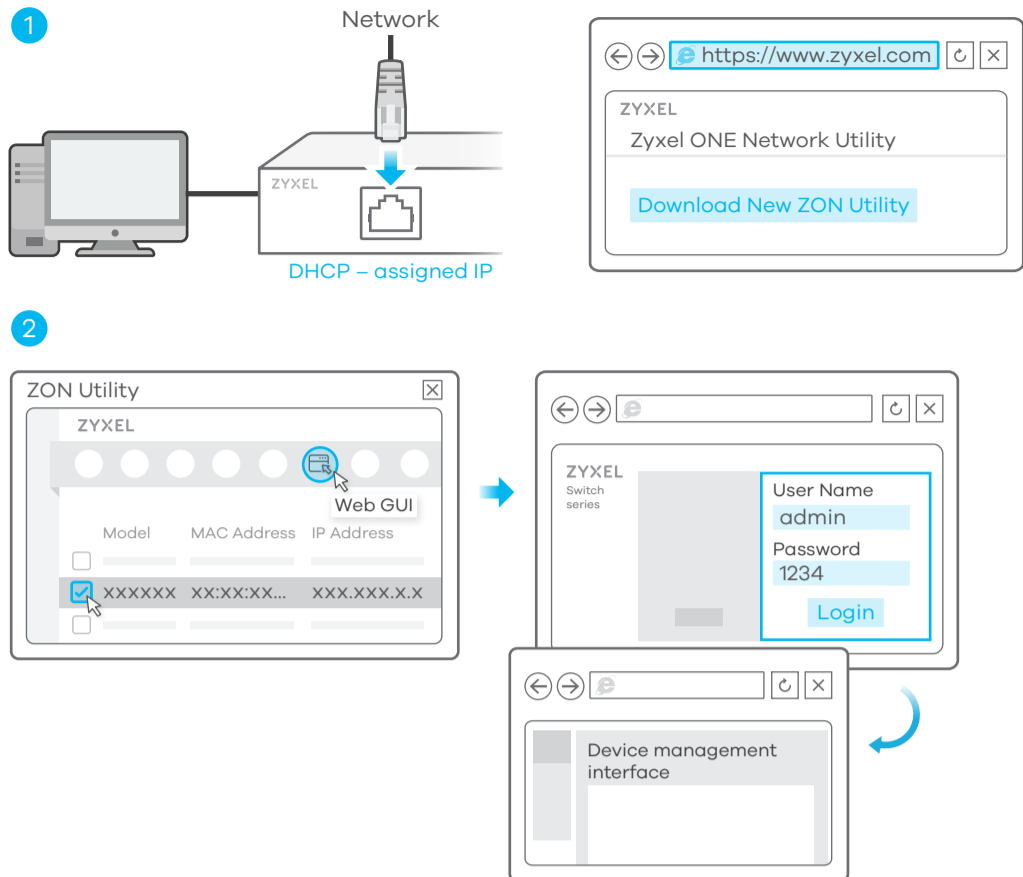 1
Network
ZYXEL
DHCP – assigned IP
https://www.zyxel.com
ZYXEL
Zyxel ONE Network Utility
Download New ZON Utility
2
ZON Utility
ZYXEL
Web GUI
Model MAC Address IP Address
XXXXXX XX:XX:XX... XXX.XXX.X.X
ZYXEL
Switch
series
User Name
admin
Password
1234
Login
Device management
interface